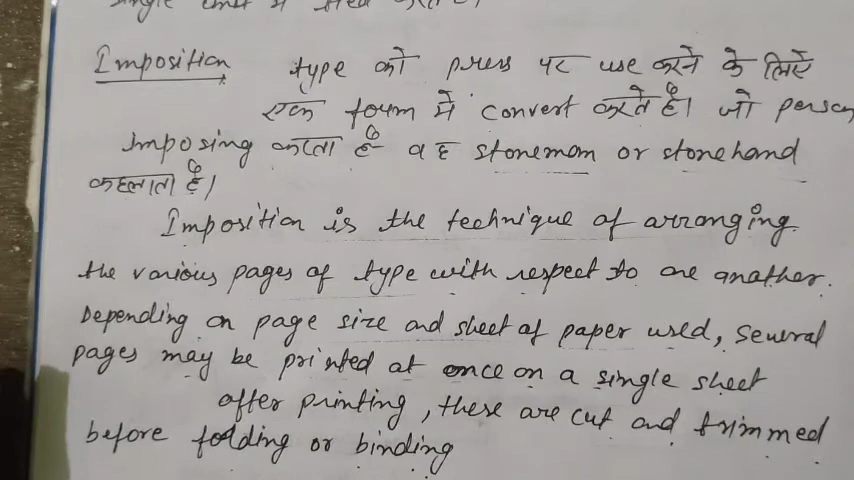 single unit में
Imposition type को press पर use करने के लिऐ
एक form में convert करते है। जो person
imposing करता है वह stoneman or stonehand
कहलाता है।
Imposition is the technique of arranging
the various pages of type with respect to one another.
Depending on page size and sheet of paper used, several
pages may be printed at once on a single sheet
after printing, these are cut and trimmed
before folding or binding